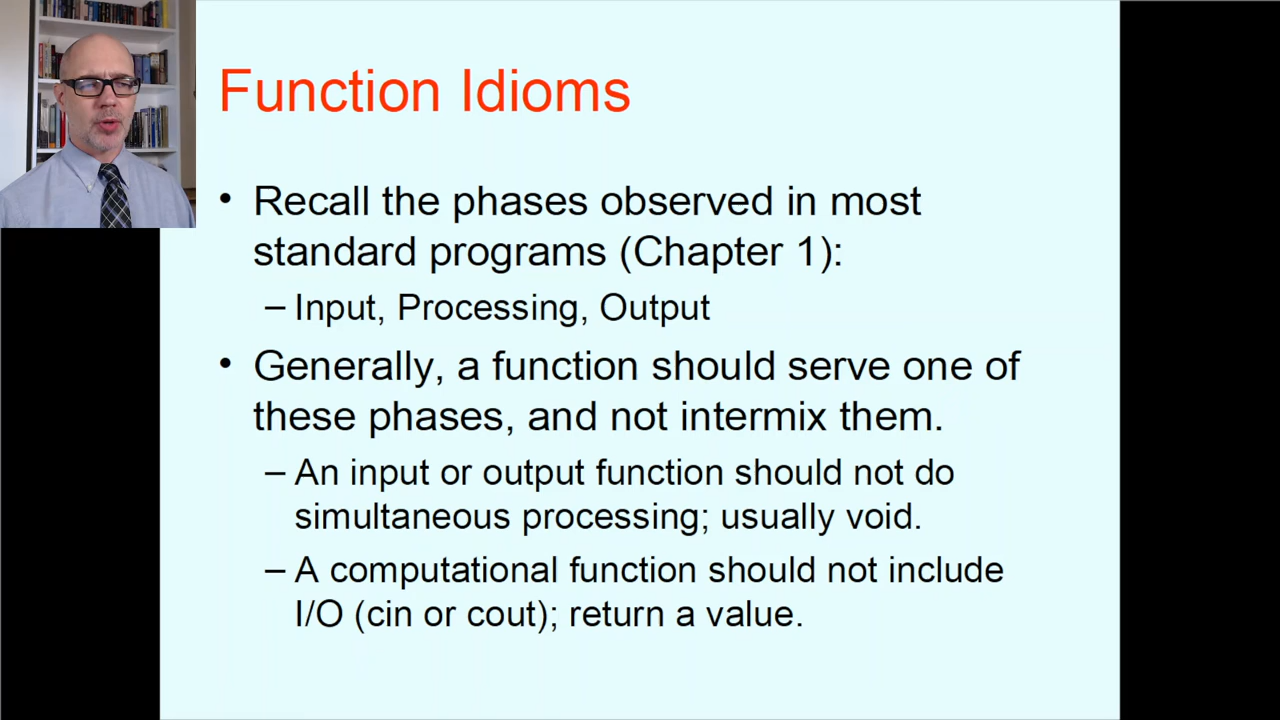 Function Idioms
• Recall the phases observed in most
standard programs (Chapter 1):
– Input, Processing, Output
• Generally, a function should serve one of
these phases, and not intermix them.
– An input or output function should not do
simultaneous processing; usually void.
– A computational function should not include
I/O (cin or cout); return a value.